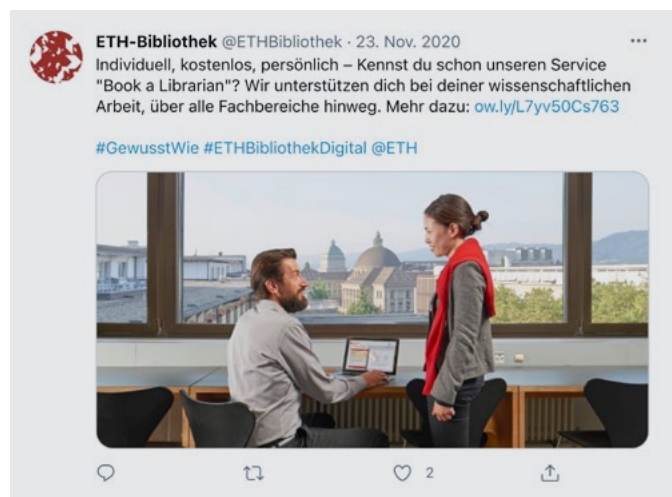 ETH-Bibliothek @ETHBibliothek · 23. Nov. 2020
Individuell, kostenlos, persönlich – Kennst du schon unseren Service
"Book a Librarian"? Wir unterstützen dich bei deiner wissenschaftlichen
Arbeit, über alle Fachbereiche hinweg. Mehr dazu: ow.ly/L7yv50Cs763
#GewusstWie #ETHBibliothekDigital @ETH
2